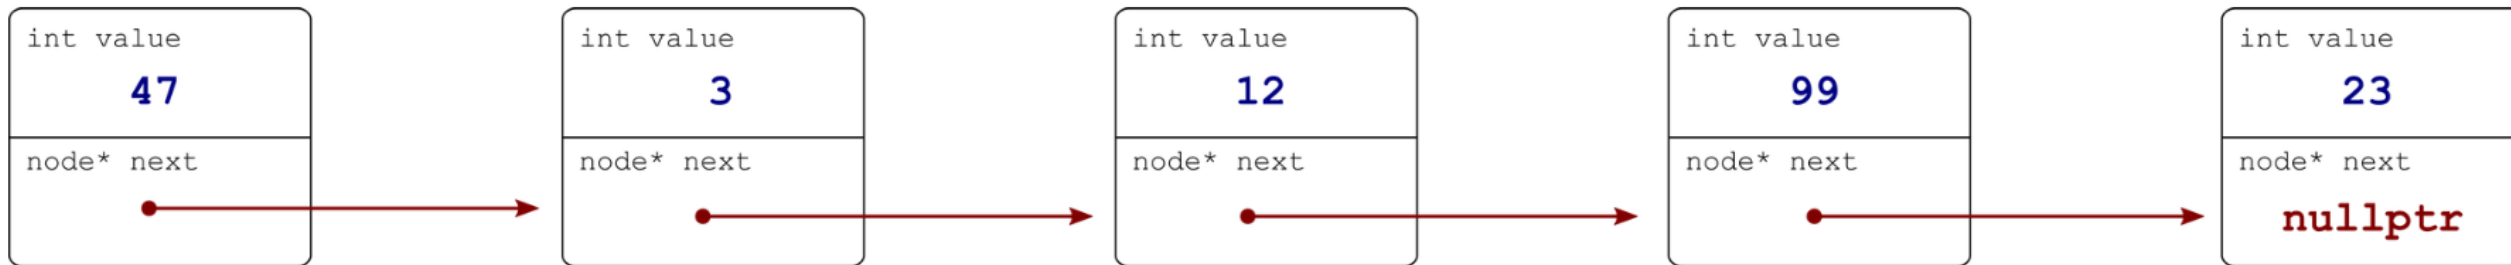 int value
47
node* next
int value
3
node* next
int value
12
node* next
int value
99
node* next
int value
23
node* next
nullptr